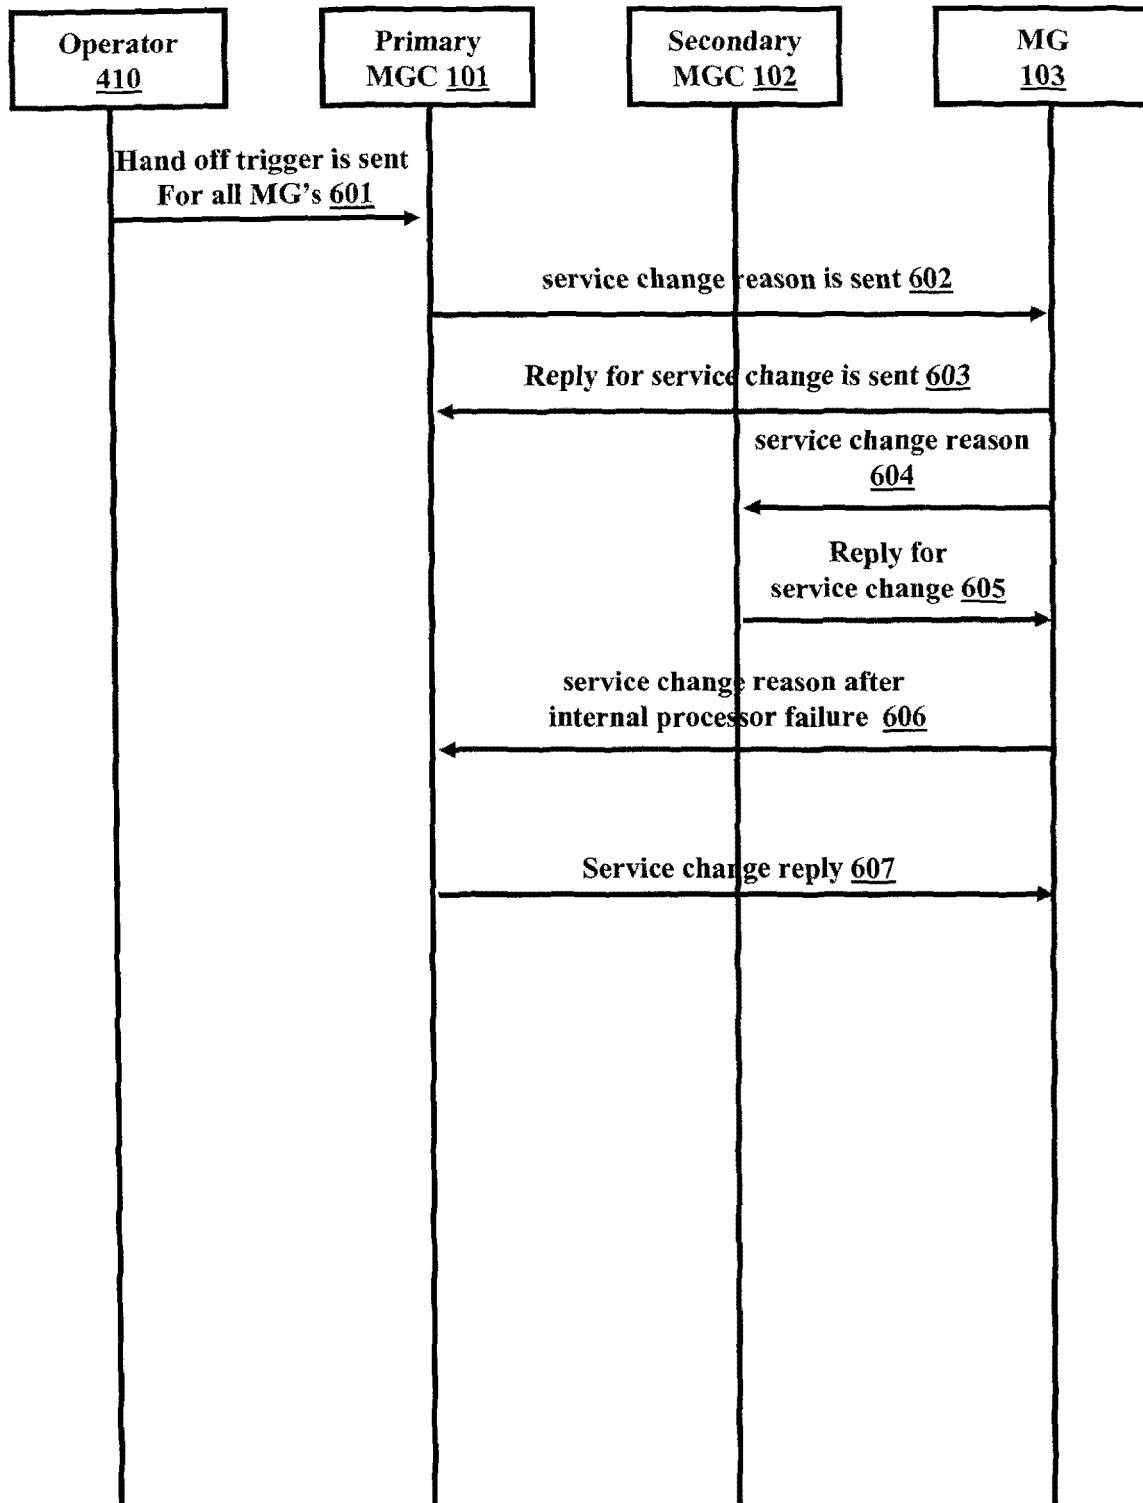 Operator
410
Primary
MGC 101
Secondary
MGC 102
MG
103
Hand off trigger is sent
For all MG's 601
service change reason is sent 602
Reply for service change is sent 603
service change reason
604
Reply for
service change 605
service change reason after
internal processor failure 606
Service change reply 607